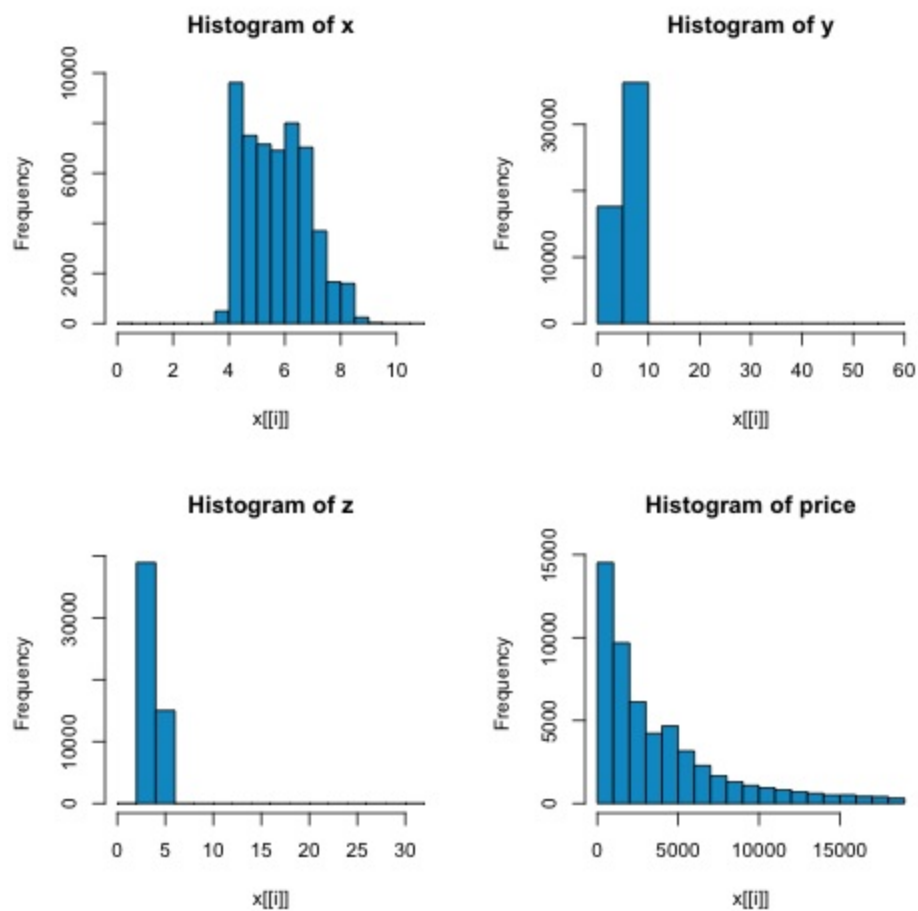 Histogram of x
Frequency
0
2000
6000
10000
0 2 4 6 8 10
x[[i]]
Histogram of y
Frequency
0
10000
30000
0 10 20 30 40 50 60
x[[i]]
Histogram of z
Frequency
0
10000
30000
0 5 10 15 20 25 30
x[[i]]
Histogram of price
Frequency
0
5000
10000
15000
0 5000 10000 15000
x[[i]]